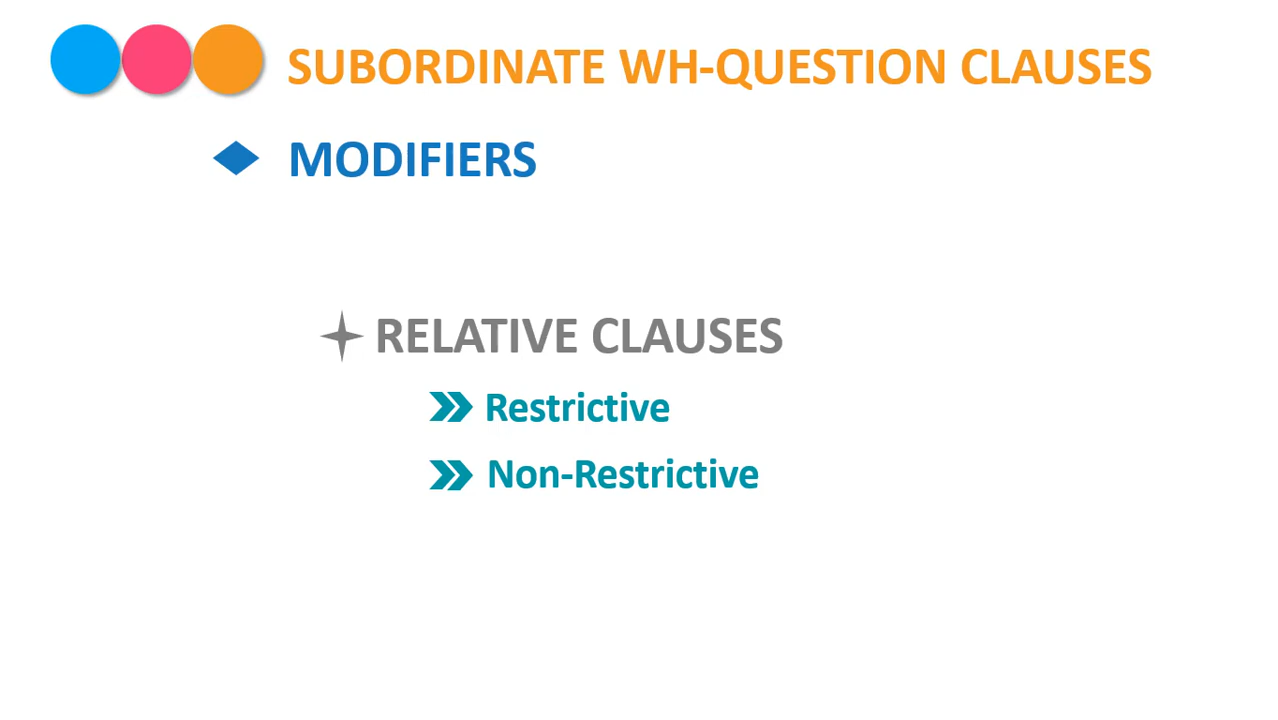 SUBORDINATE WH-QUESTION CLAUSES
MODIFIERS
RELATIVE CLAUSES
Restrictive
Non-Restrictive